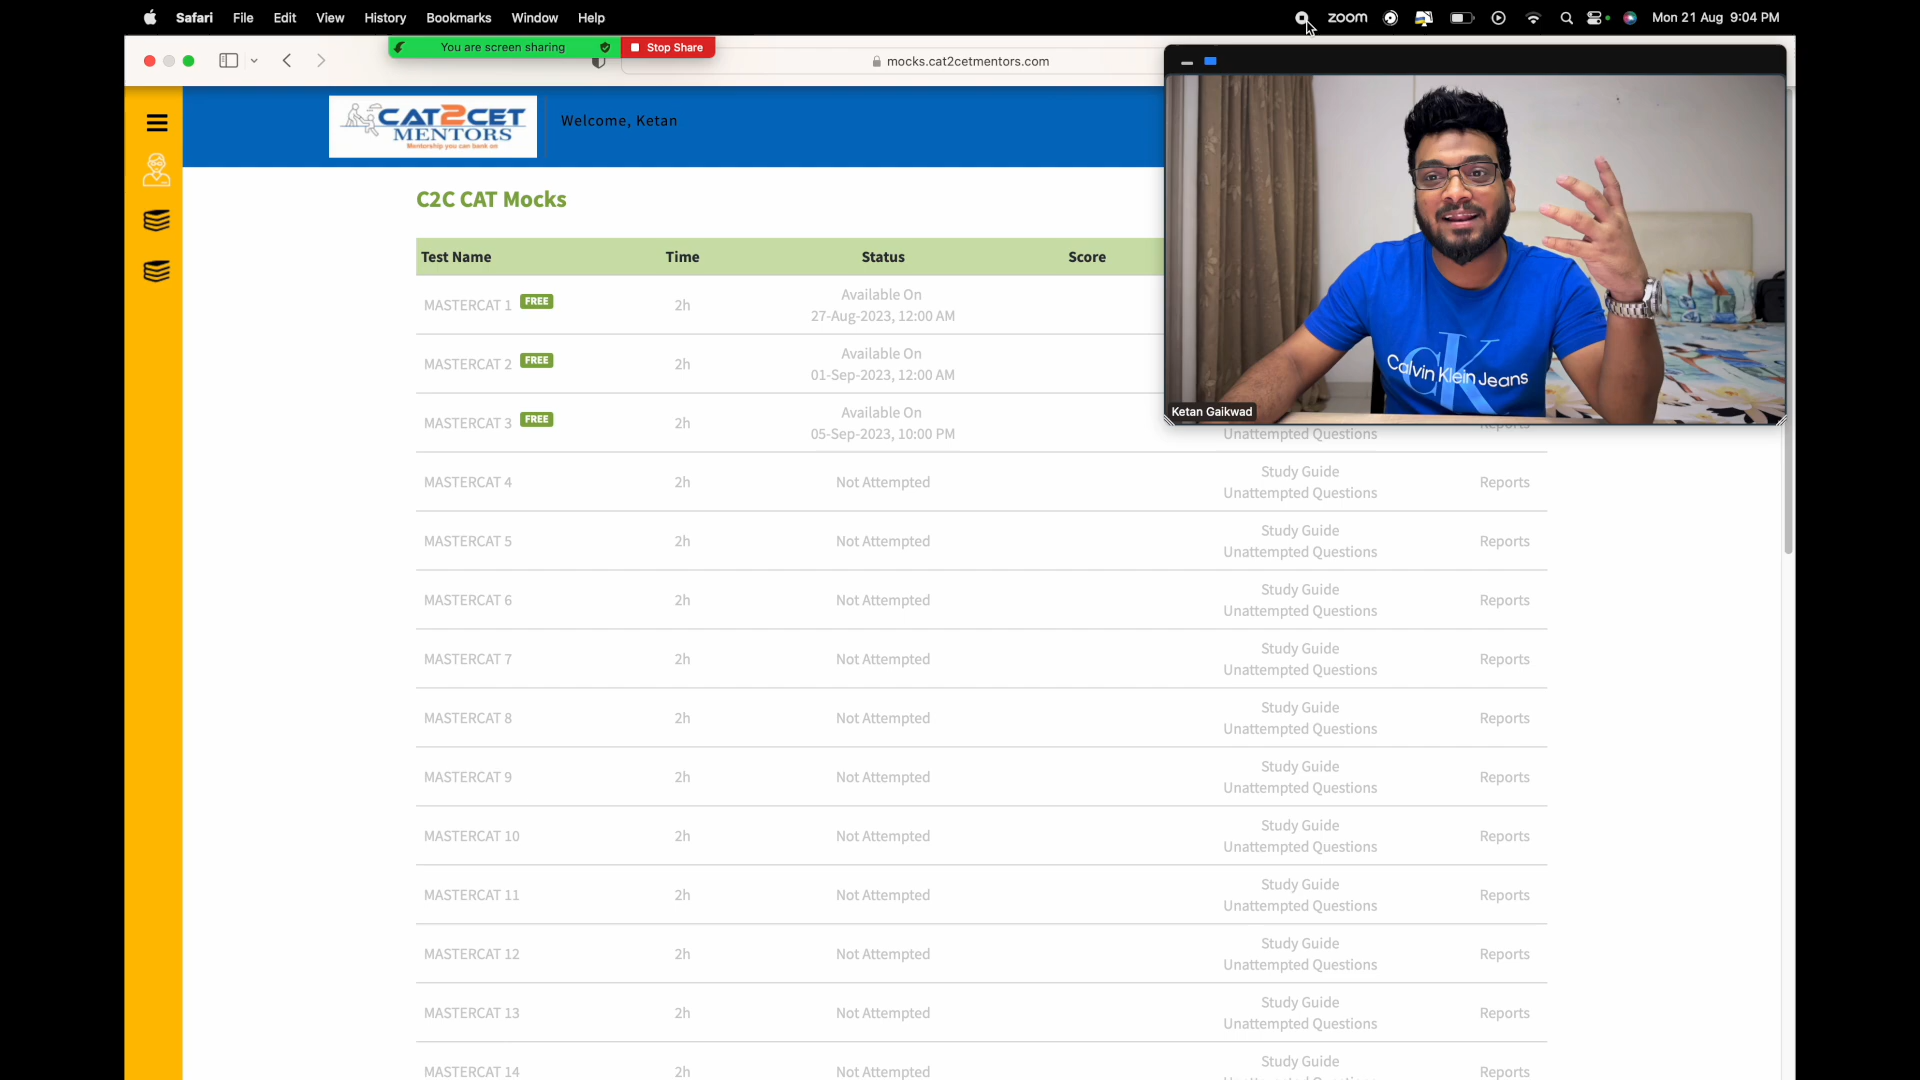 Safari File Edit View History Bookmarks Window Help zoom Mon 21 Aug 9:04 PM
You are screen sharing Stop Share
mocks.cat2cetmentors.com
CAT2CET
MENTORS
Mentorship you can bank on
Welcome, Ketan
Calvin Klein Jeans
CK
Ketan Gaikwad
C2C CAT Mocks
Test Name Time Status Score
MASTERCAT 1 FREE 2h Available On
27-Aug-2023, 12:00 AM
MASTERCAT 2 FREE 2h Available On
01-Sep-2023, 12:00 AM
MASTERCAT 3 FREE 2h Available On
05-Sep-2023, 10:00 PM Unattempted Questions
MASTERCAT 4 2h Not Attempted Study Guide
Unattempted Questions Reports
MASTERCAT 5 2h Not Attempted Study Guide
Unattempted Questions Reports
MASTERCAT 6 2h Not Attempted Study Guide
Unattempted Questions Reports
MASTERCAT 7 2h Not Attempted Study Guide
Unattempted Questions Reports
MASTERCAT 8 2h Not Attempted Study Guide
Unattempted Questions Reports
MASTERCAT 9 2h Not Attempted Study Guide
Unattempted Questions Reports
MASTERCAT 10 2h Not Attempted Study Guide
Unattempted Questions Reports
MASTERCAT 11 2h Not Attempted Study Guide
Unattempted Questions Reports
MASTERCAT 12 2h Not Attempted Study Guide
Unattempted Questions Reports
MASTERCAT 13 2h Not Attempted Study Guide
Unattempted Questions Reports
MASTERCAT 14 2h Not Attempted Study Guide
Reports